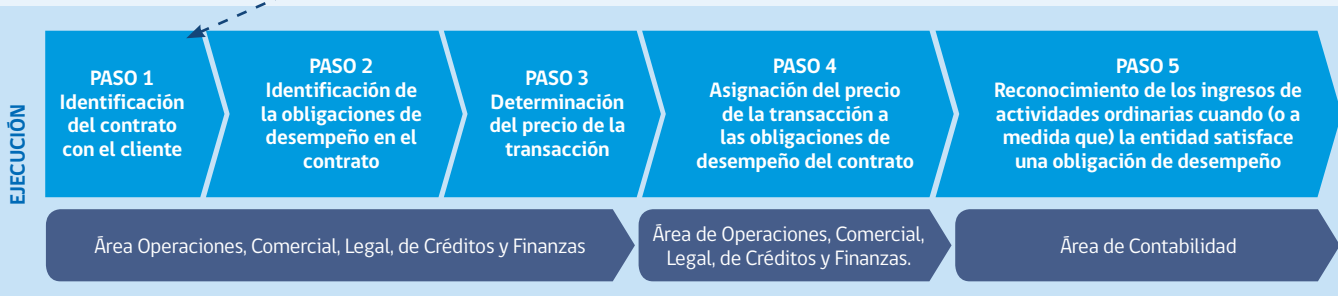 EJECUCIÓN
PASO 1
Identificación
del contrato
con el cliente
PASO 2
Identificación de
la obligaciones de
desempeño en el
contrato
PASO 3
Determinación
del precio de la
transacción
PASO 4
Asignación del precio
de la transacción a
las obligaciones de
desempeño del contrato
PASO 5
Reconocimiento de los ingresos de
actividades ordinarias cuando (o a
medida que) la entidad satisface
una obligación de desempeño
Área Operaciones, Comercial, Legal, de Créditos y Finanzas
Área de Operaciones, Comercial,
Legal, de Créditos y Finanzas.
Área de Contabilidad